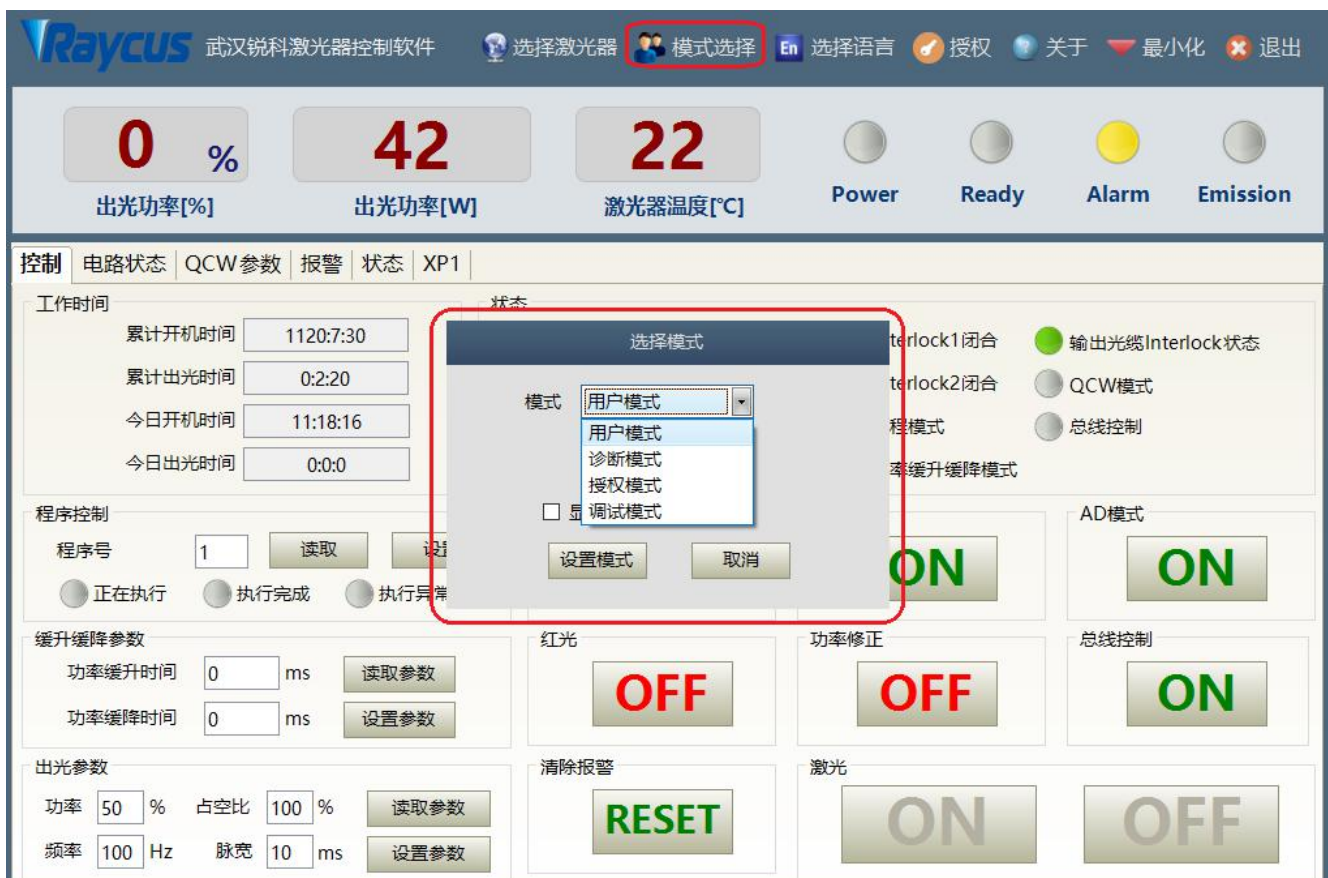 Raycus 武汉锐科激光器控制软件 选择激光器 模式选择 En 选择语言 授权 关于 最小化 退出
0 % 42 22
出光功率[%] 出光功率[W] 激光器温度[℃] Power Ready Alarm Emission
控制 电路状态 QCW参数 报警 状态 XP1
工作时间 状态
累计开机时间 1120:7:30
累计出光时间 0:2:20
今日开机时间 11:18:16
今日出光时间 0:0:0
选择模式
模式 用户模式
用户模式
诊断模式
授权模式
调试模式
设置模式 取消
terlock1闭合 输出光缆Interlock状态
terlock2闭合 QCW模式
程模式 总线控制
率缓升缓降模式
程序控制
程序号 1 读取
正在执行 执行完成 执行异常
AD模式
ON ON
缓升缓降参数 红光 功率修正 总线控制
功率缓升时间 0 ms 读取参数
功率缓降时间 0 ms 设置参数
OFF OFF ON
出光参数 清除报警 激光
功率 50 % 占空比 100 % 读取参数
频率 100 Hz 脉宽 10 ms 设置参数
RESET ON OFF